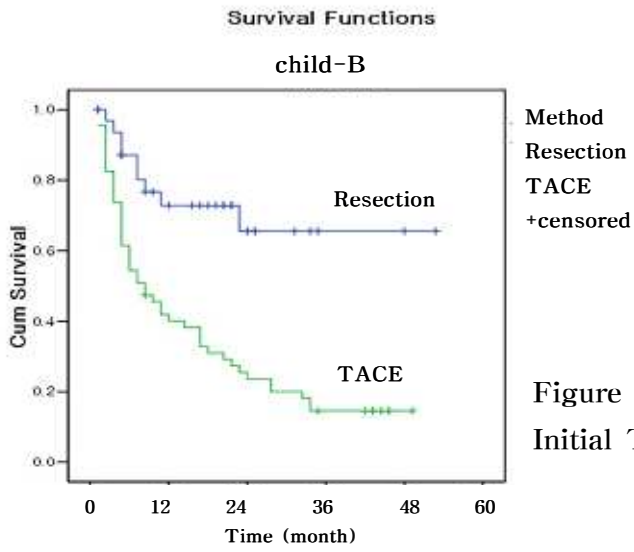 Survival Functions
child-B
1.0
0.8
0.6
0.4
0.2
0.0
Cum Survival
Resection
TACE
0 12 24 36 48 60
Time (month)
Method
Resection
TACE
+censored
Figure
Initial